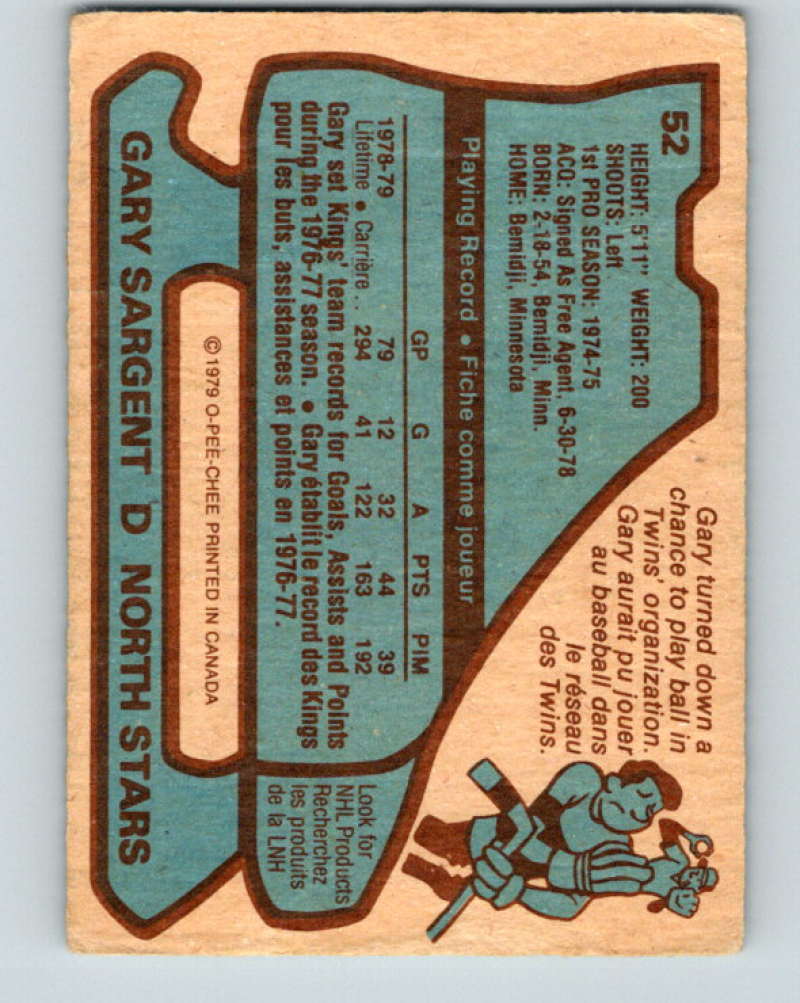 52
HEIGHT: 5'11" WEIGHT: 200
SHOOTS: Left
1st PRO SEASON: 1974-75
ACQ: Signed As Free Agent, 6-30-78
BORN: 2-18-54, Bemidji, Minn.
HOME: Bemidji, Minnesota
Gary turned down a
chance to play ball in
Twins' organization.
Gary aurait pu jouer
au baseball dans
le réseau
des Twins.
Playing Record • Fiche comme joueur
GP G A PTS PIM
1978-79 79 12 32 44 39
Lifetime • Carrière.. 294 41 122 163 192
Gary set Kings' team records for Goals, Assists and Points
during the 1976-77 season. • Gary établit le record des Kings
pour les buts, assistances et points en 1976-77.
Look for
NHL Products
Recherchez
les produits
de la LNH
©1979 O-PEE-CHEE PRINTED IN CANADA
GARY SARGENT D NORTH STARS